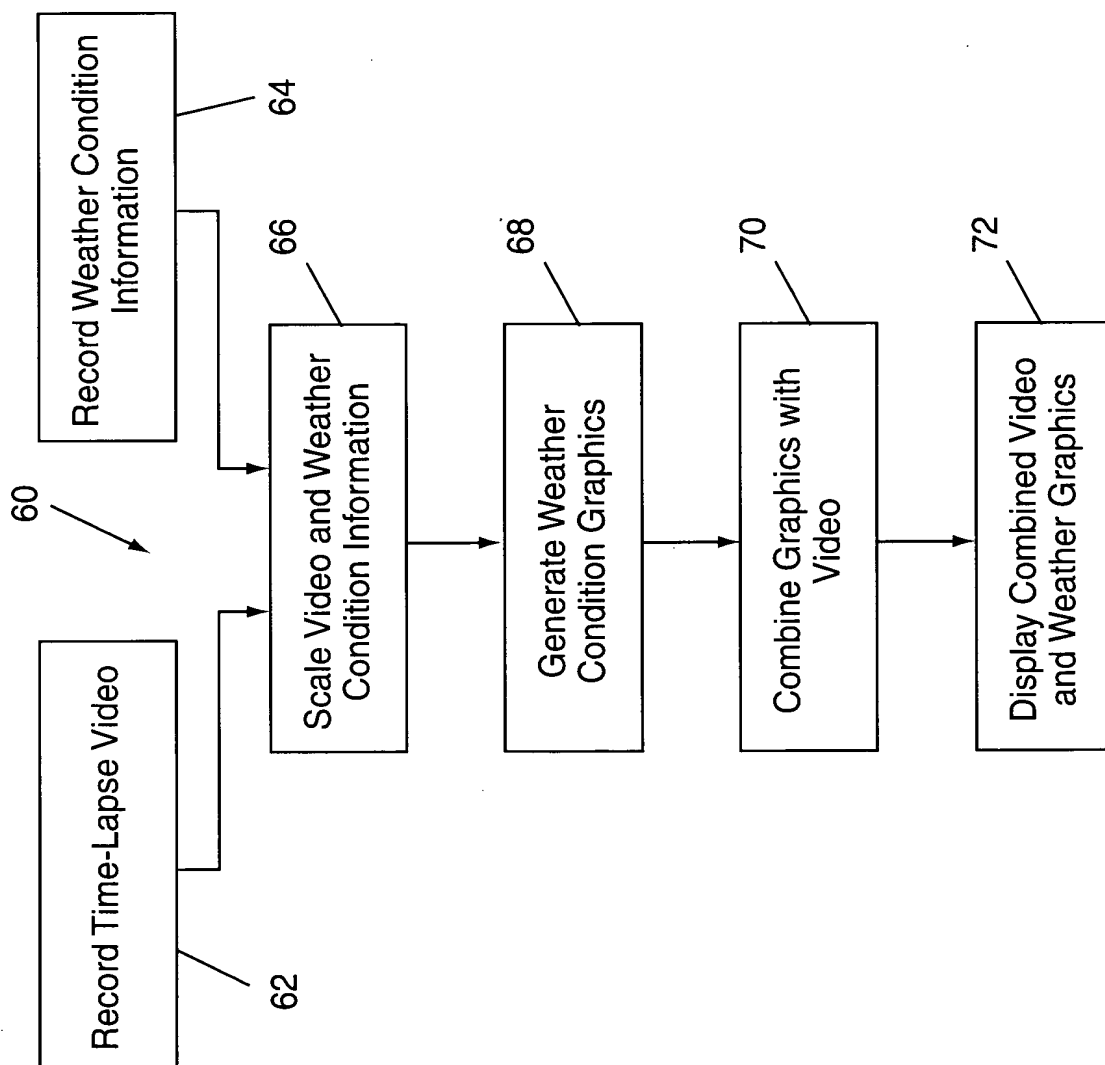 60
Record Time-Lapse Video
62
Record Weather Condition
Information
64
Scale Video and Weather
Condition Information
66
Generate Weather
Condition Graphics
68
Combine Graphics with
Video
70
Display Combined Video
and Weather Graphics
72